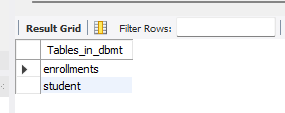 Result Grid Filter Rows:
Tables_in_dbmt
enrollments
student